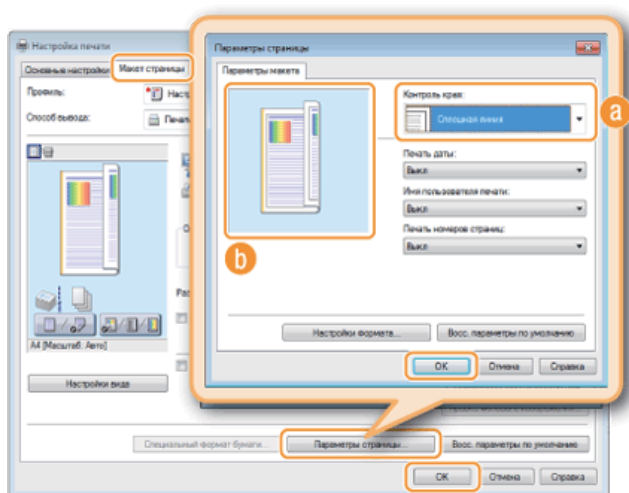 Настройка печати
Основные настройки
Макет страницы
Профиль:
Способ вывода:
A4 [Масштаб: Авто]
Настройки вида
Специальный формат бумаги...
Параметры страницы...
Восс. параметры по умолчанию
OK
Отмена
Справка
Параметры страницы
Параметры макета
Контроль края:
Сплошная линия
a
Печать даты:
Выкл
Имя пользователя печати:
Выкл
Печать номеров страниц:
Выкл
b
Настройки формата...
Восс. параметры по умолчанию
OK
Отмена
Справка